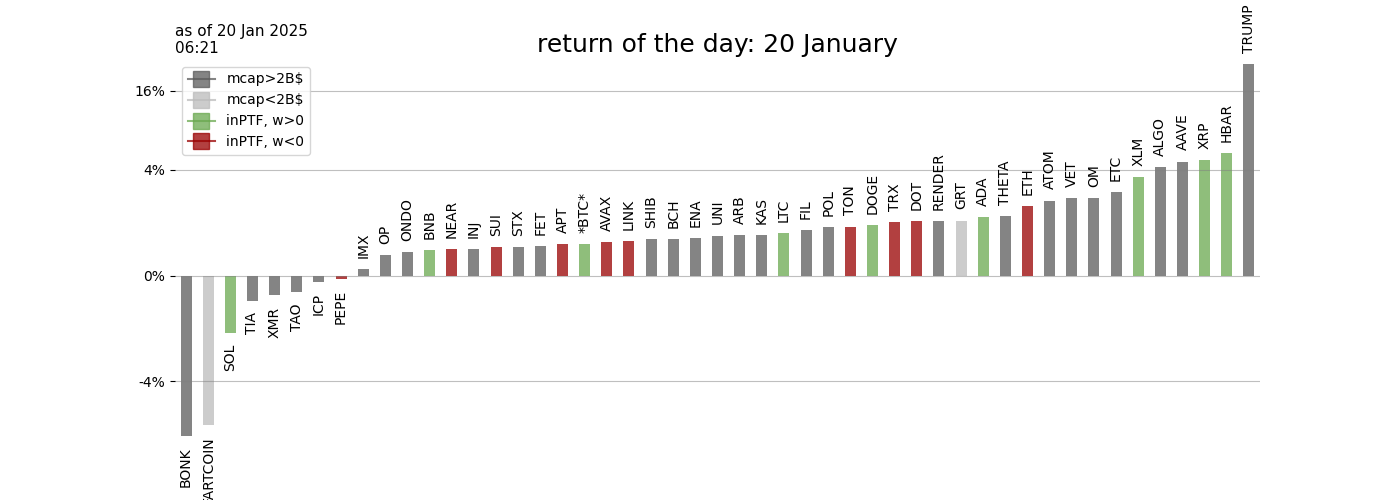 as of 20 Jan 2025
06:21
return of the day: 20 January
mcap>2B$
mcap<2B$
inPTF, w>0
inPTF, w<0
16%
4%
0%
-4%
BONK
ARTCOIN
SOL
TIA
XMR
TAO
ICP
PEPE
IMX
OP
ONDO
BNB
NEAR
INJ
SUI
STX
FET
APT
*BTC*
AVAX
LINK
SHIB
BCH
ENA
UNI
ARB
KAS
LTC
FIL
POL
TON
DOGE
TRX
DOT
RENDER
GRT
ADA
THETA
ETH
ATOM
VET
OM
ETC
XLM
ALGO
AAVE
XRP
HBAR
TRUMP